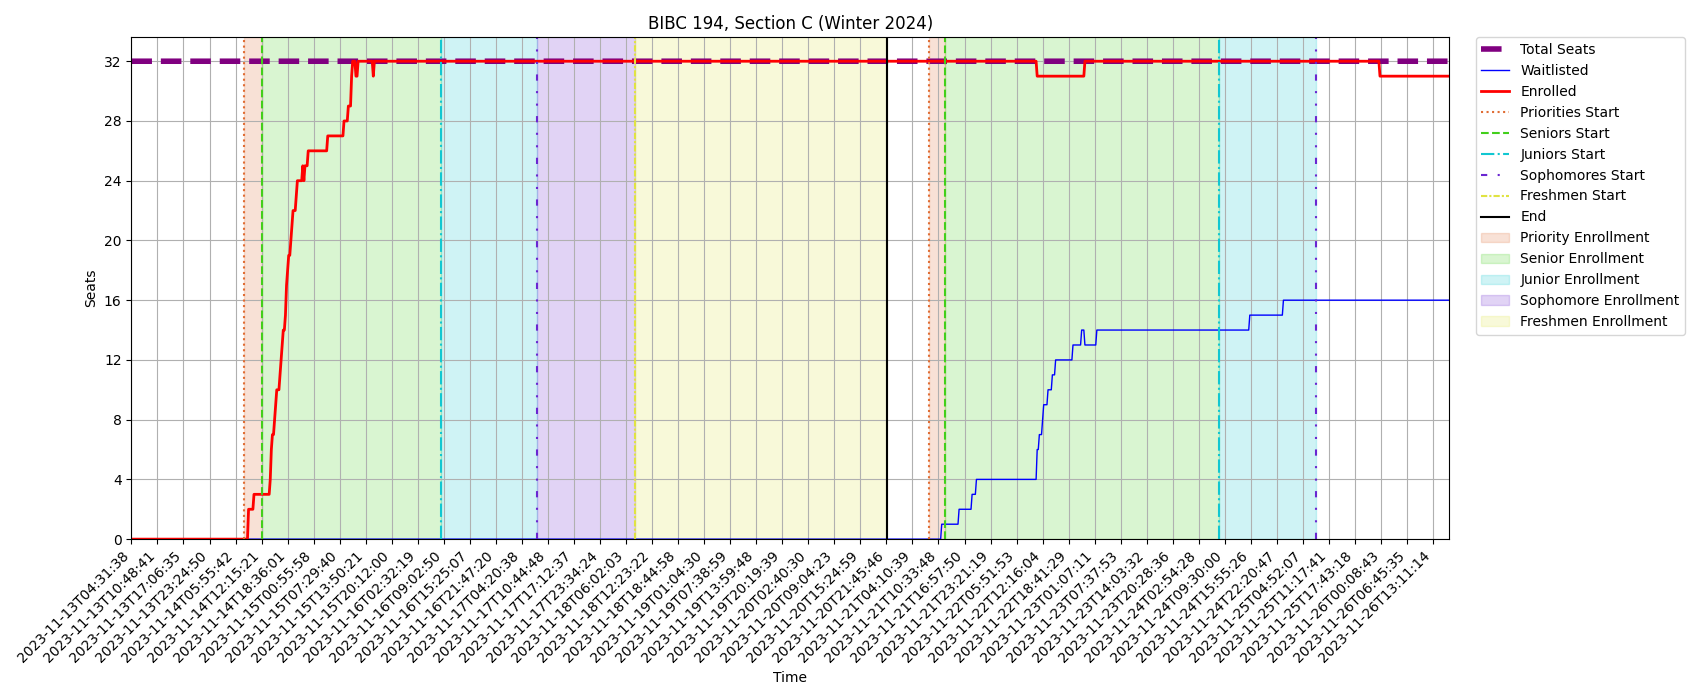 BIBC 194, Section C (Winter 2024)
Total Seats
Waitlisted
Enrolled
Priorities Start
Seniors Start
Juniors Start
Sophomores Start
Freshmen Start
End
Priority Enrollment
Senior Enrollment
Junior Enrollment
Sophomore Enrollment
Freshmen Enrollment
Seats
32
28
24
20
16
12
8
4
0
2023-11-13T04:31:38
2023-11-13T10:48:41
2023-11-13T17:06:35
2023-11-13T23:24:50
2023-11-14T05:55:42
2023-11-14T12:15:21
2023-11-14T18:36:01
2023-11-15T00:55:58
2023-11-15T07:29:40
2023-11-15T13:50:21
2023-11-15T20:12:00
2023-11-16T02:32:19
2023-11-16T09:02:50
2023-11-16T15:25:07
2023-11-16T21:47:20
2023-11-17T04:20:38
2023-11-17T10:44:48
2023-11-17T17:12:37
2023-11-17T23:34:24
2023-11-18T06:02:03
2023-11-18T12:23:22
2023-11-18T18:44:58
2023-11-19T01:04:30
2023-11-19T07:38:59
2023-11-19T13:59:48
2023-11-19T20:19:39
2023-11-20T02:40:30
2023-11-20T09:04:23
2023-11-20T15:24:59
2023-11-20T21:45:46
2023-11-21T04:10:39
2023-11-21T10:33:48
2023-11-21T16:57:50
2023-11-21T23:21:19
2023-11-22T05:51:53
2023-11-22T12:16:04
2023-11-22T18:41:29
2023-11-23T01:07:11
2023-11-23T07:37:53
2023-11-23T14:03:32
2023-11-23T20:28:36
2023-11-24T02:54:28
2023-11-24T09:30:00
2023-11-24T15:55:26
2023-11-24T22:20:47
2023-11-25T04:52:07
2023-11-25T11:17:41
2023-11-25T17:43:18
2023-11-26T00:08:43
2023-11-26T06:45:35
2023-11-26T13:11:14
Time